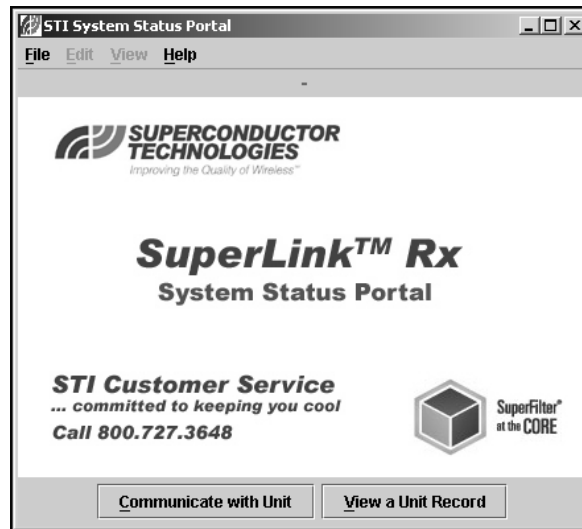 STI System Status Portal
File Edit View Help
-
SUPERCONDUCTOR
TECHNOLOGIES
Improving the Quality of Wireless™
SuperLink™ Rx
System Status Portal
STI Customer Service
... committed to keeping you cool
Call 800.727.3648
SuperFilter®
at the CORE
Communicate with Unit View a Unit Record